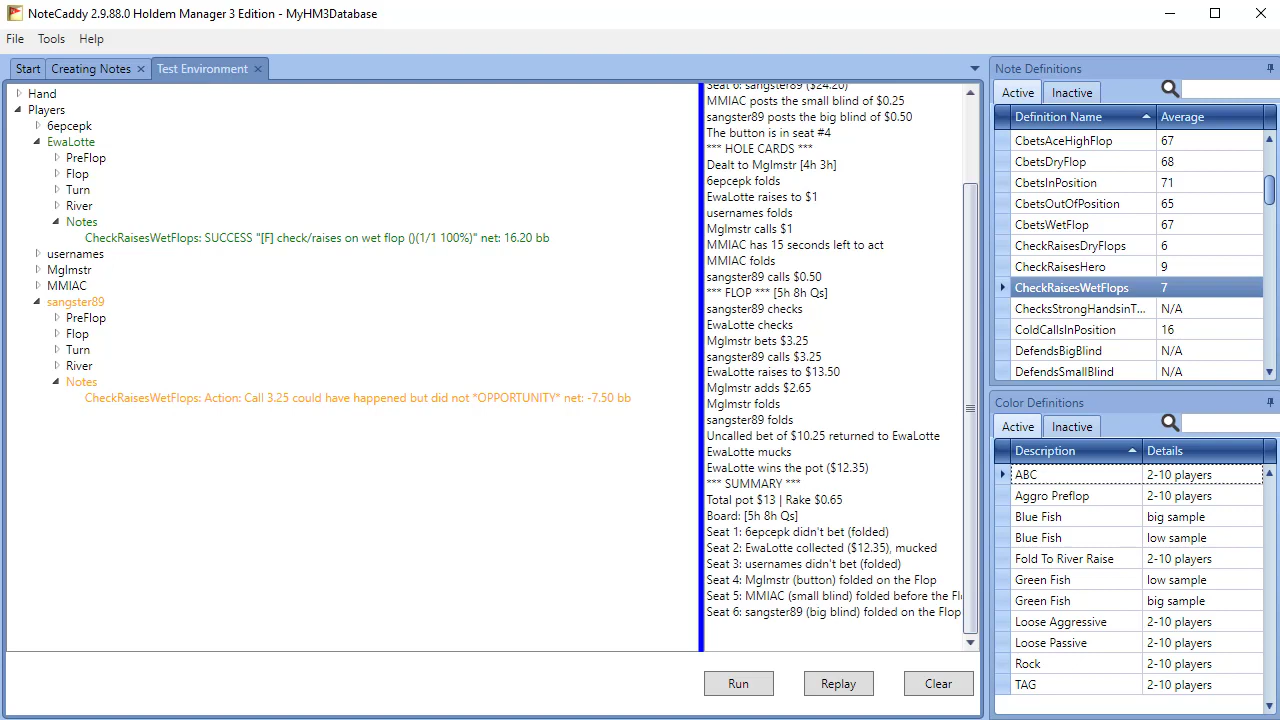 NoteCaddy 2.9.88.0 Holdem Manager 3 Edition - MyHM3Database
File Tools Help
Start Creating Notes Test Environment
Hand
Players
6epcepk
EwaLotte
PreFlop
Flop
Turn
River
Notes
CheckRaisesWetFlops: SUCCESS "[F] check/raises on wet flop ()(1/1 100%)" net: 16.20 bb
usernames
Mglmstr
MMIAC
sangster89
PreFlop
Flop
Turn
River
Notes
CheckRaisesWetFlops: Action: Call 3.25 could have happened but did not *OPPORTUNITY* net: -7.50 bb
Seat 6: sangster89 ($24.20)
MMIAC posts the small blind of $0.25
sangster89 posts the big blind of $0.50
The button is in seat #4
*** HOLE CARDS ***
Dealt to Mglmstr [4h 3h]
6epcepk folds
EwaLotte raises to $1
usernames folds
Mglmstr calls $1
MMIAC has 15 seconds left to act
MMIAC folds
sangster89 calls $0.50
*** FLOP *** [5h 8h Qs]
sangster89 checks
EwaLotte checks
Mglmstr bets $3.25
sangster89 calls $3.25
EwaLotte raises to $13.50
Mglmstr adds $2.65
Mglmstr folds
sangster89 folds
Uncalled bet of $10.25 returned to EwaLotte
EwaLotte mucks
EwaLotte wins the pot ($12.35)
*** SUMMARY ***
Total pot $13 | Rake $0.65
Board: [5h 8h Qs]
Seat 1: 6epcepk didn't bet (folded)
Seat 2: EwaLotte collected ($12.35), mucked
Seat 3: usernames didn't bet (folded)
Seat 4: Mglmstr (button) folded on the Flop
Seat 5: MMIAC (small blind) folded before the Fl
Seat 6: sangster89 (big blind) folded on the Flop
Run Replay Clear
Note Definitions
Active Inactive
Definition Name Average
CbetsAceHighFlop 67
CbetsDryFlop 68
CbetsInPosition 71
CbetsOutOfPosition 65
CbetsWetFlop 67
CheckRaisesDryFlops 6
CheckRaisesHero 9
CheckRaisesWetFlops 7
ChecksStrongHandsinT... N/A
ColdCallsInPosition 16
DefendsBigBlind N/A
DefendsSmallBlind N/A
Color Definitions
Active Inactive
Description Details
ABC 2-10 players
Aggro Preflop 2-10 players
Blue Fish big sample
Blue Fish low sample
Fold To River Raise 2-10 players
Green Fish low sample
Green Fish big sample
Loose Aggressive 2-10 players
Loose Passive 2-10 players
Rock 2-10 players
TAG 2-10 players